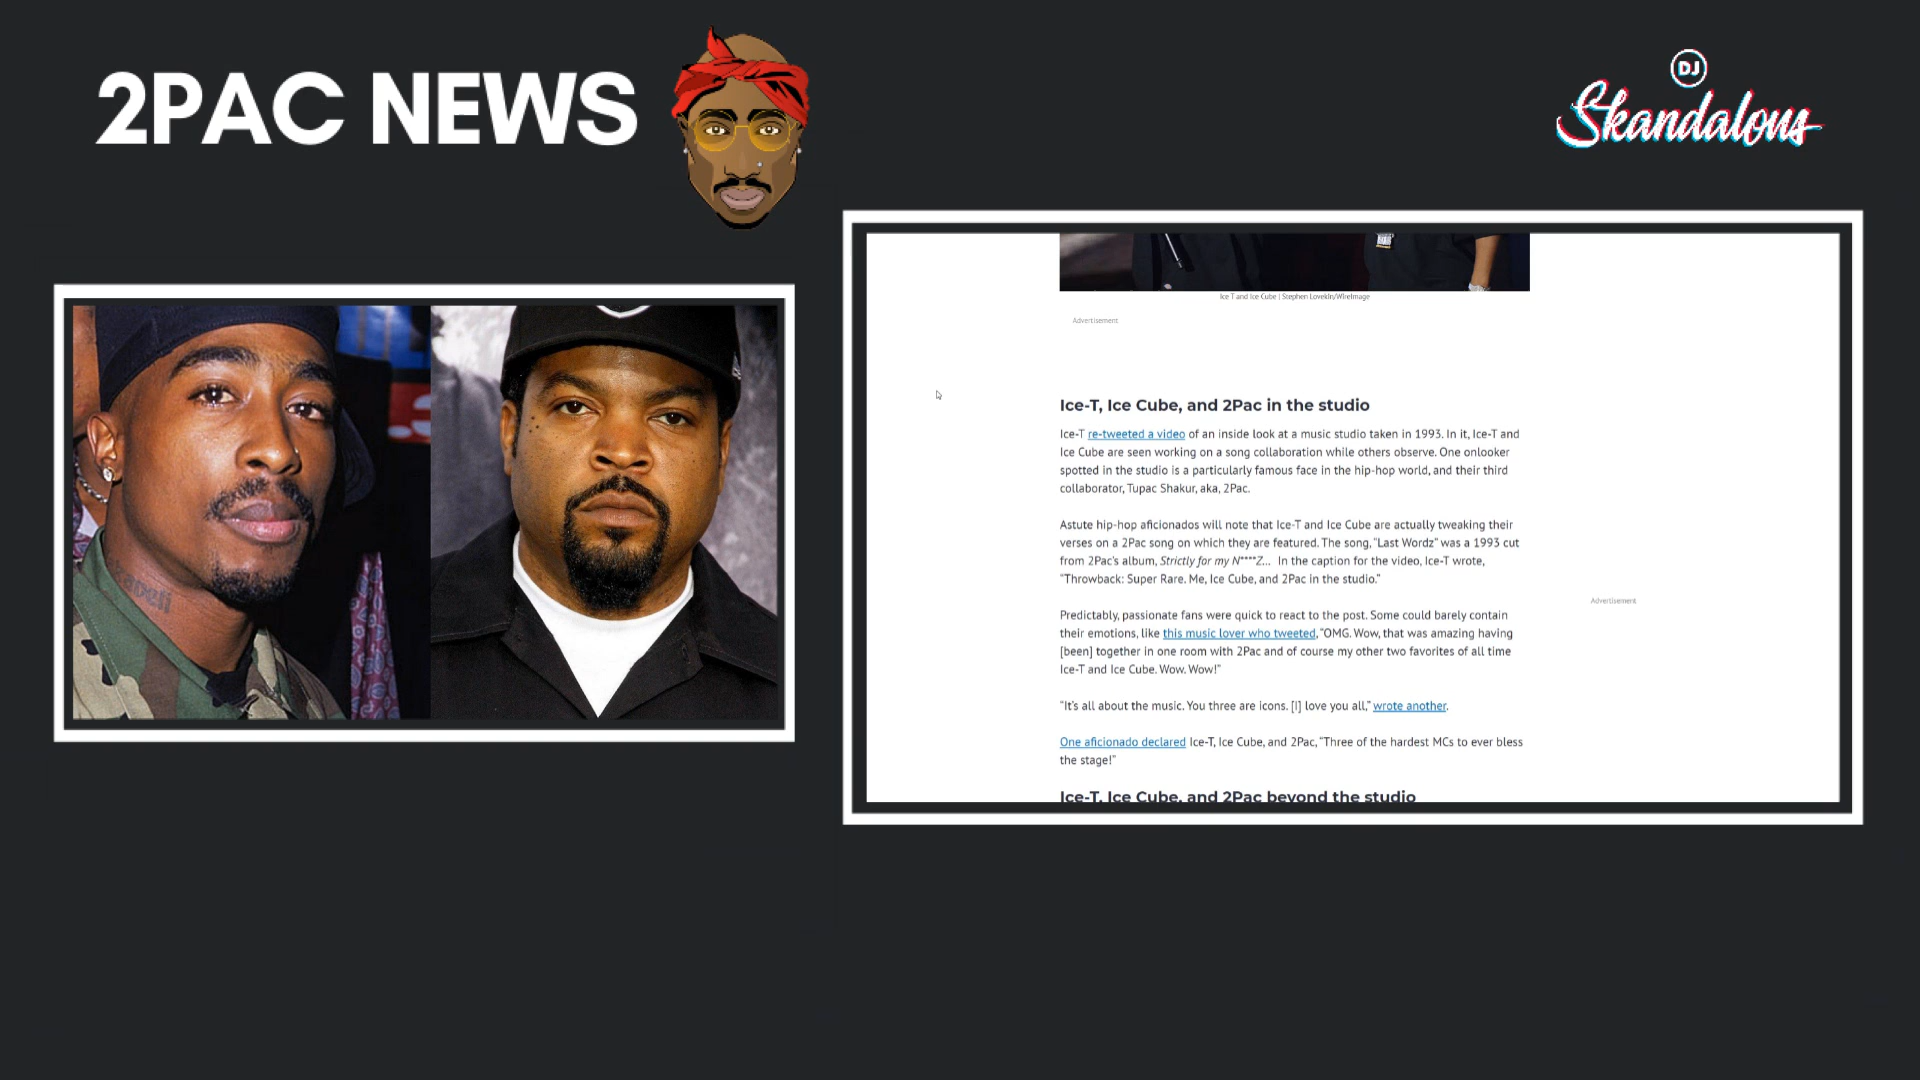 2PAC NEWS
DJ
Skandalous
Ice T and Ice Cube | Stephen Lovekin/WireImage
Advertisement
Ice-T, Ice Cube, and 2Pac in the studio
Ice-T re-tweeted a video of an inside look at a music studio taken in 1993. In it, Ice-T and
Ice Cube are seen working on a song collaboration while others observe. One onlooker
spotted in the studio is a particularly famous face in the hip-hop world, and their third
collaborator, Tupac Shakur, aka, 2Pac.
Astute hip-hop aficionados will note that Ice-T and Ice Cube are actually tweaking their
verses on a 2Pac song on which they are featured. The song, "Last Wordz" was a 1993 cut
from 2Pac's album, Strictly for my N****Z... In the caption for the video, Ice-T wrote,
"Throwback: Super Rare. Me, Ice Cube, and 2Pac in the studio."
Advertisement
Predictably, passionate fans were quick to react to the post. Some could barely contain
their emotions, like this music lover who tweeted, "OMG. Wow, that was amazing having
[been] together in one room with 2Pac and of course my other two favorites of all time
Ice-T and Ice Cube. Wow. Wow!"
"It's all about the music. You three are icons. [I] love you all," wrote another.
One aficionado declared Ice-T, Ice Cube, and 2Pac, "Three of the hardest MCs to ever bless
the stage!"
Ice-T, Ice Cube, and 2Pac beyond the studio